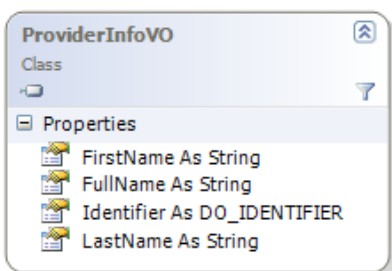 ProviderInfoVO
Class
Properties
FirstName As String
FullName As String
Identifier As DO_IDENTIFIER
LastName As String